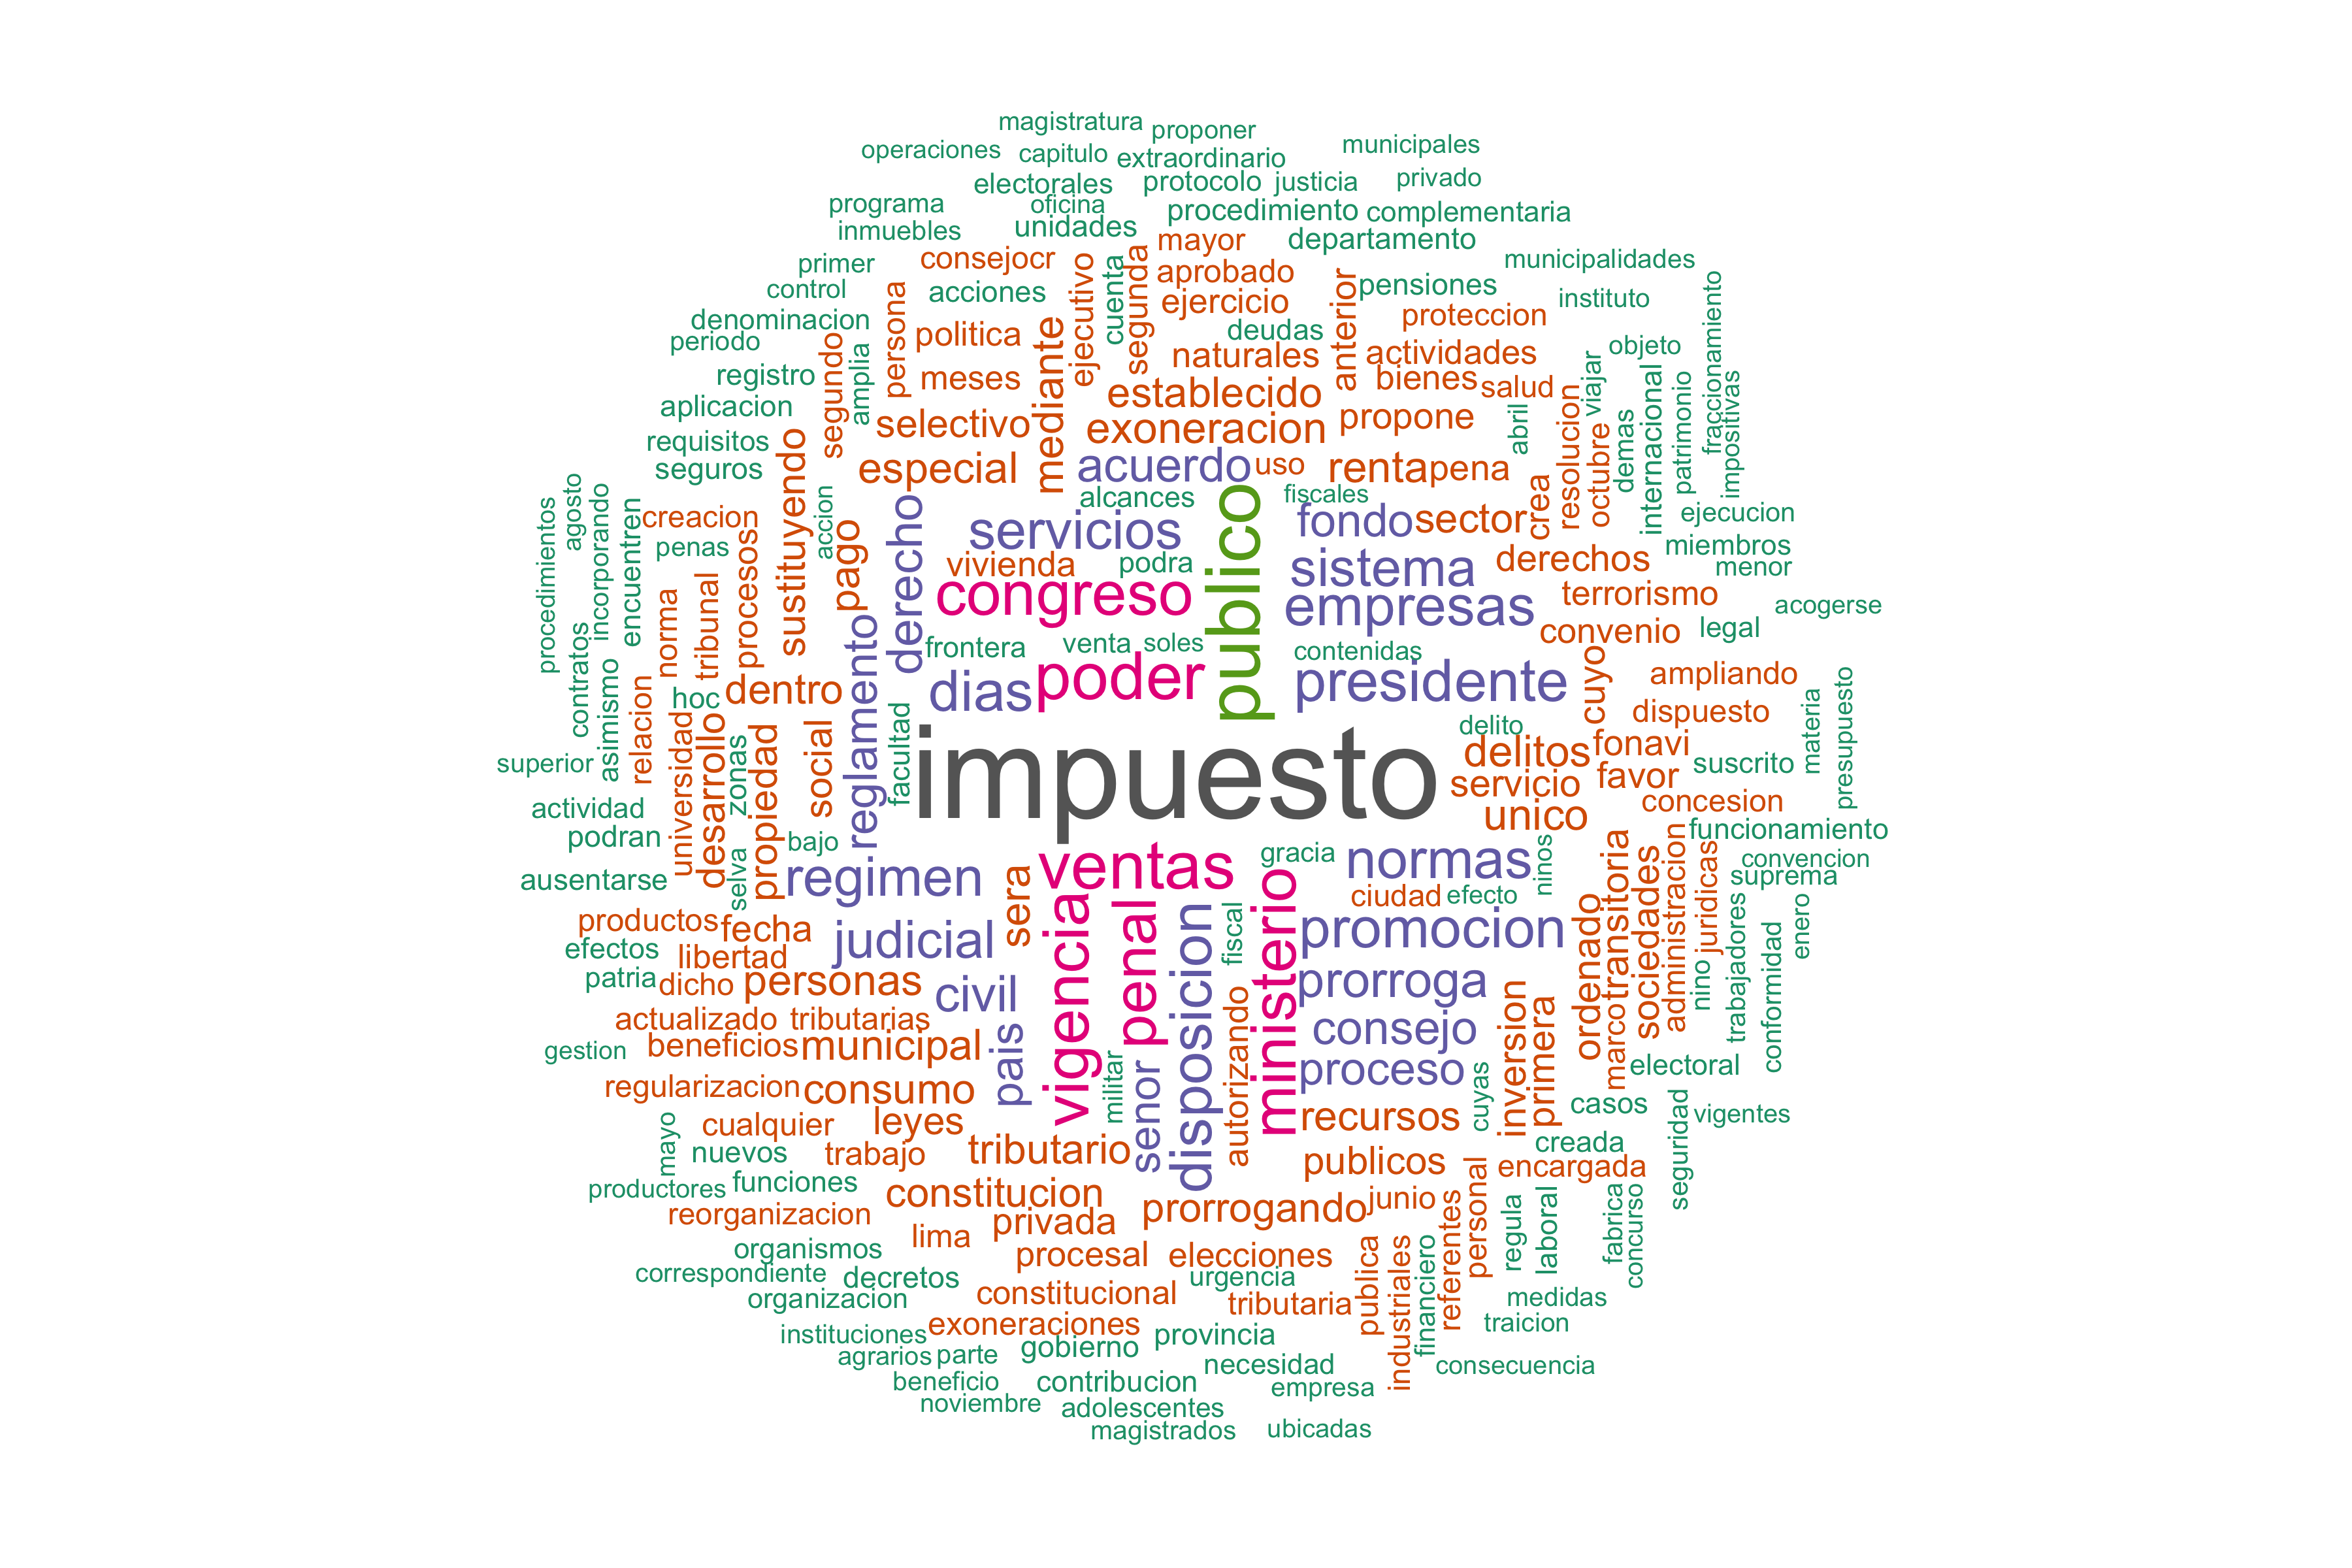 magistratura
proponer
municipales
operaciones
capitulo
extraordinario
electorales
protocolo
justicia
privado
programa
oficina
procedimiento
complementaria
inmuebles
unidades
mayor
departamento
primer
consejocr
municipalidades
control
acciones
ejecutivo
cuenta
segunda
aprobado
ejercicio
anterior
pensiones
instituto
denominacion
persona
politica
deudas
proteccion
fraccionamiento
periodo
segundo
amplia
mediante
naturales
actividades
objeto
registro
meses
establecido
bienes
salud
viajar
internacional
patrimonio
impositivas
aplicacion
selectivo
exoneracion
propone
abril
resolucion
octubre
demas
requisitos
sustituyendo
especial
acuerdo
uso
renta
pena
seguros
alcances
fiscales
crea
procedimientos
agosto
incorporando
encuentren
creacion
accion
pago
derecho
servicios
publico
fondo
sector
ejecucion
penas
procesos
vivienda
podra
sistema
derechos
miembros
menor
norma
tribunal
congreso
empresas
terrorismo
acogerse
contratos
asimismo
relacion
reglamento
frontera
venta
soles
contenidas
convenio
legal
hoc
dentro
dias
poder
presidente
cuyo
ampliando
universidad
desarrollo
zonas
propiedad
social
facultad
impuesto
delito
dispuesto
materia
presupuesto
superior
delitos
fonavi
suscrito
actividad
servicio
favor
concesion
podran
selva
bajo
unico
funcionamiento
ausentarse
regimen
sera
ventas
gracia
normas
ninos
transitoria
sociedades
administracion
juridicas
convencion
suprema
productos
fecha
judicial
vigencia
penal
disposicion
fiscal
ministerio
ciudad
efecto
promocion
ordenado
nino
trabajadores
conformidad
enero
efectos
libertad
patria
dicho
personas
civil
prorroga
actualizado
tributarias
pais
autorizando
consejo
inversion
primera
marco
gestion
beneficios
municipal
militar
senor
proceso
cuyas
electoral
regularizacion
consumo
recursos
casos
seguridad
vigentes
mayo
cualquier
leyes
creada
nuevos
trabajo
tributario
publicos
encargada
productores
funciones
constitucion
prorrogando
junio
referentes
personal
regula
laboral
fabrica
concurso
reorganizacion
lima
privada
organismos
procesal
elecciones
publica
industriales
financiero
correspondiente
decretos
urgencia
organizacion
constitucional
tributaria
medidas
instituciones
exoneraciones
provincia
traicion
agrarios
parte
gobierno
necesidad
consecuencia
beneficio
contribucion
empresa
noviembre
adolescentes
magistrados
ubicadas